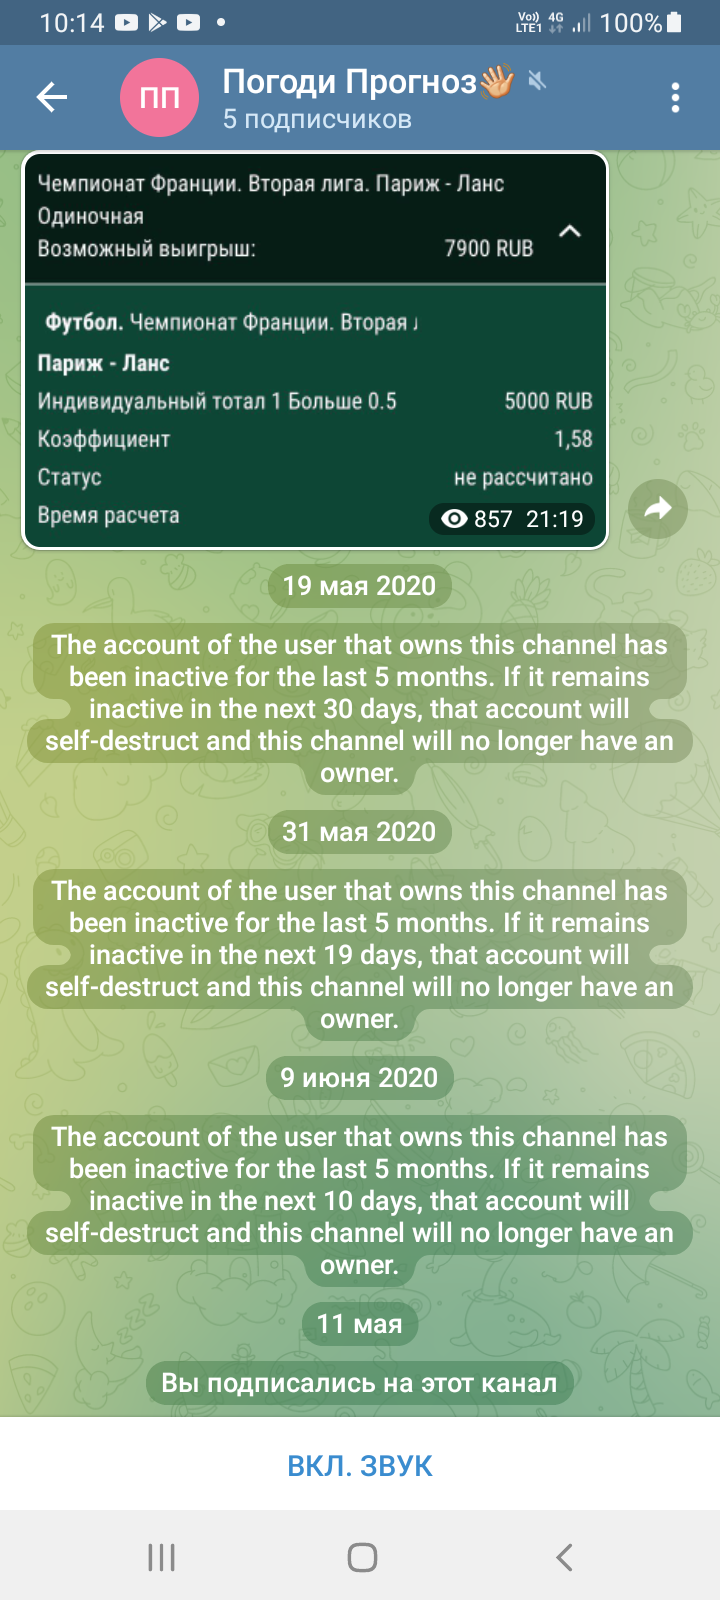 10:14
Vo)) LTE1 4G 100%
ПП
Погоди Прогноз👋
5 подписчиков
Чемпионат Франции. Вторая лига. Париж - Ланс
Одиночная
Возможный выигрыш: 7900 RUB
Футбол. Чемпионат Франции. Вторая
Париж - Ланс
Индивидуальный тотал 1 Больше 0.5 5000 RUB
Коэффициент 1,58
Статус не рассчитано
Время расчета 857 21:19
19 мая 2020
The account of the user that owns this channel has
been inactive for the last 5 months. If it remains
inactive in the next 30 days, that account will
self-destruct and this channel will no longer have an
owner.
31 мая 2020
The account of the user that owns this channel has
been inactive for the last 5 months. If it remains
inactive in the next 19 days, that account will
self-destruct and this channel will no longer have an
owner.
9 июня 2020
The account of the user that owns this channel has
been inactive for the last 5 months. If it remains
inactive in the next 10 days, that account will
self-destruct and this channel will no longer have an
owner.
11 мая
Вы подписались на этот канал
ВКЛ. ЗВУК